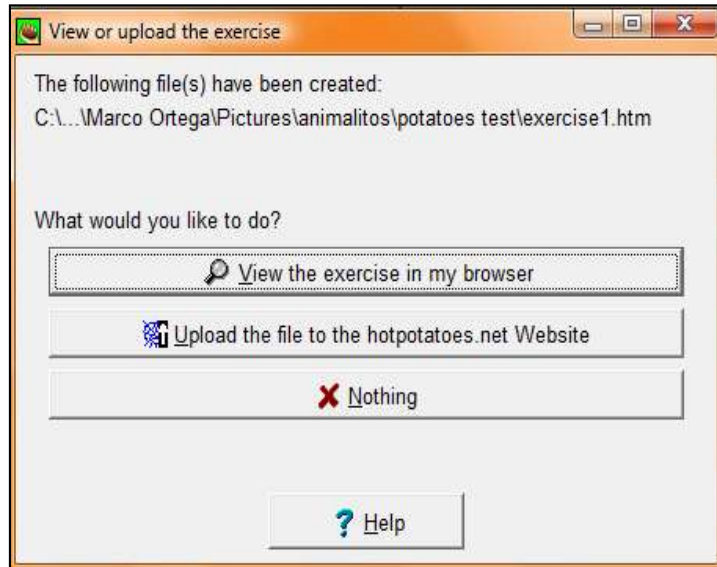 View or upload the exercise
The following file(s) have been created:
C:\...\Marco Ortega\Pictures\animalitos\potatoes test\exercise1.htm
What would you like to do?
View the exercise in my browser
Upload the file to the hotpotatoes.net Website
Nothing
Help